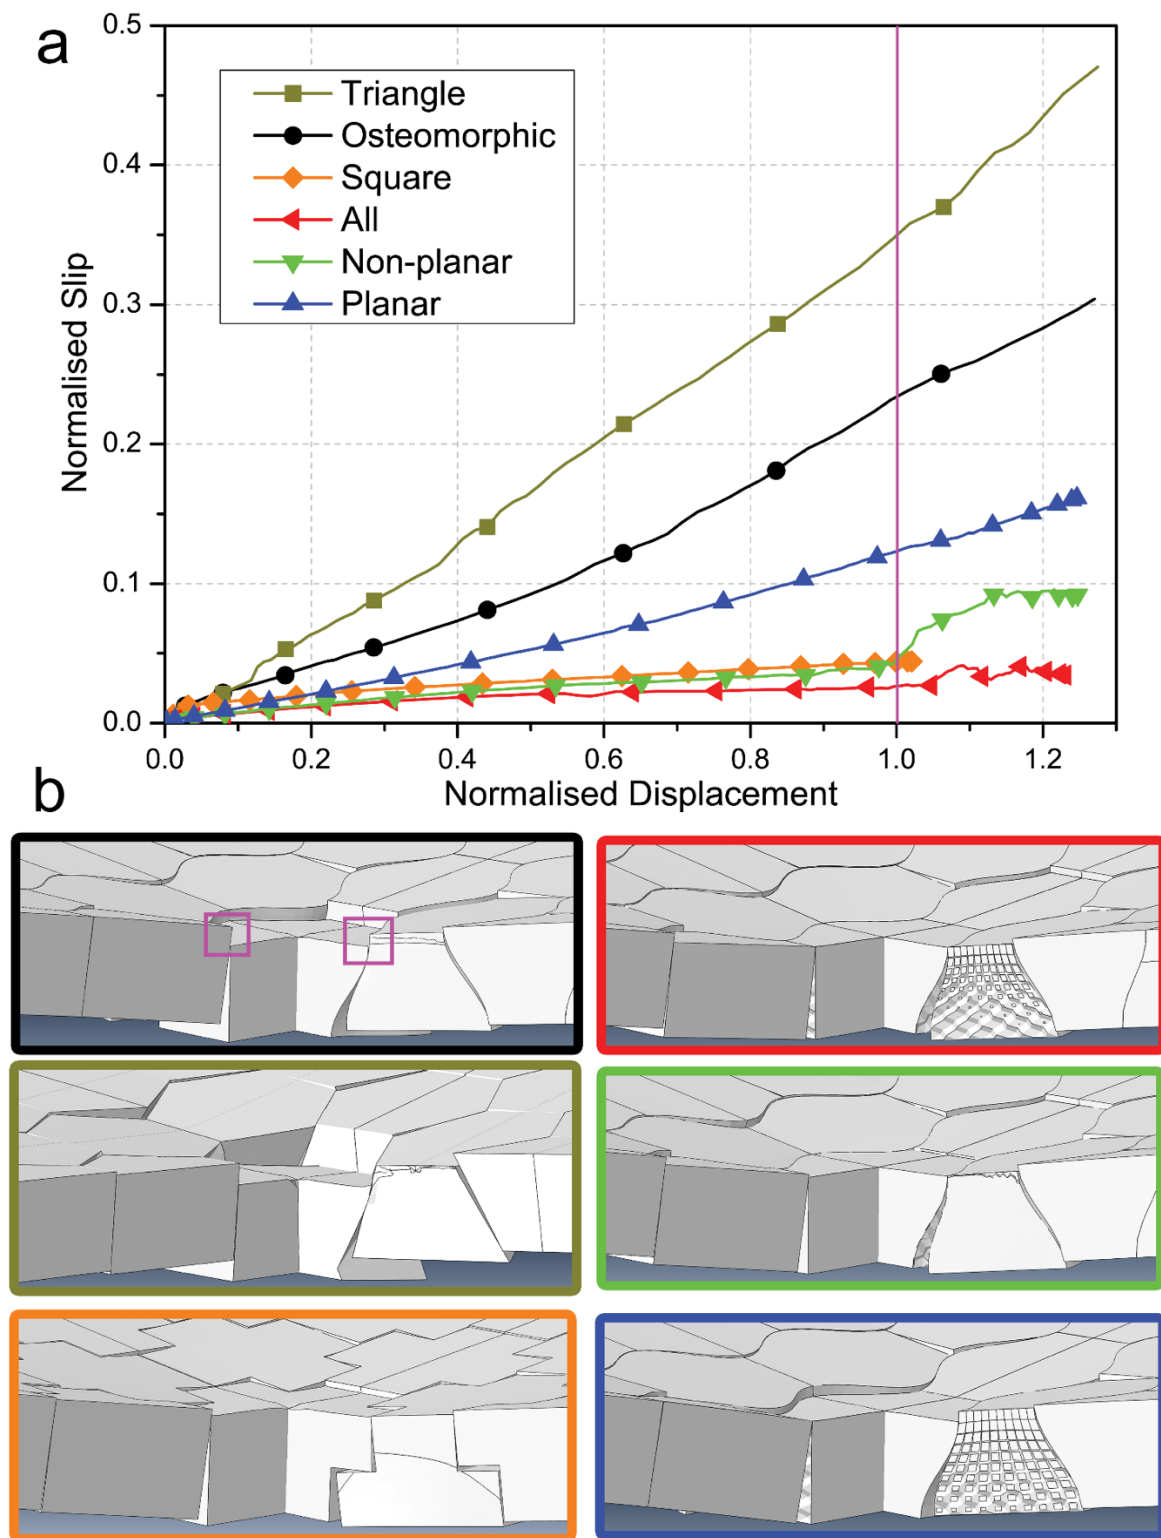 a
0.5
0.4
0.3
0.2
0.1
0.0
Normalised Slip
Triangle
Osteomorphic
Square
All
Non-planar
Planar
0.0 0.2 0.4 0.6 0.8 1.0 1.2
Normalised Displacement
b